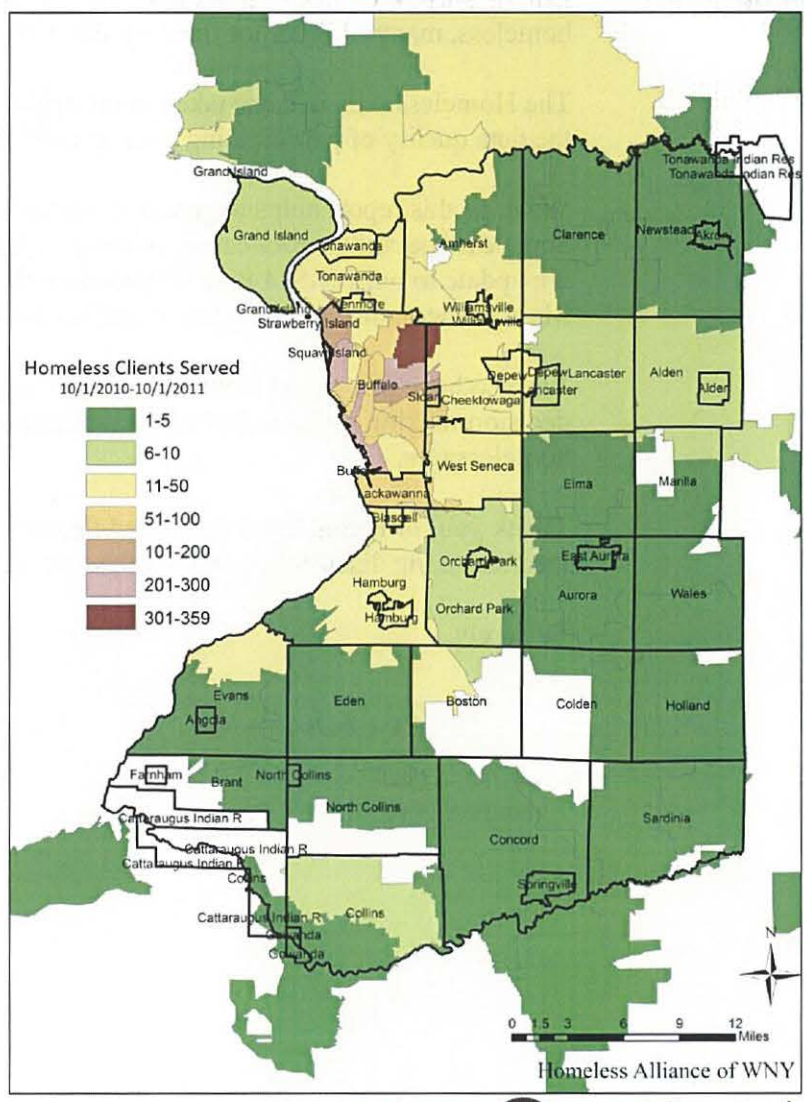 homeless, m
The Homeles
Tonawanda Indian Res
Tonawanda Indian Res
Grand Island
Grand Island
Clarence
Newstead
Akron
Amherst
Tonawanda
Tonawanda
Kenmore
Grand Island
Strawberry Island
Williamsville
Williamsville
Squaw Island
Homeless Clients Served
10/1/2010-10/1/2011
1-5
6-10
11-50
51-100
101-200
201-300
301-359
Buffalo
Sloan
Cheektowaga
Depew
Depew
Lancaster
Lancaster
Alden
Alden
West Seneca
Elma
Marilla
Buffalo
Lackawanna
Blasdell
Orchard Park
East Aurora
Hamburg
Hamburg
Orchard Park
Aurora
Wales
Evans
Angola
Eden
Boston
Colden
Holland
Farnham
Brant
North Collins
North Collins
Cattaraugus Indian R
Cattaraugus Indian R
Cattaraugus Indian R
Collins
Concord
Sardinia
Springville
Cattaraugus Indian R
Collins
Gowanda
Gowanda
N
0 1.5 3 6 9 12
Miles
Homeless Alliance of WNY